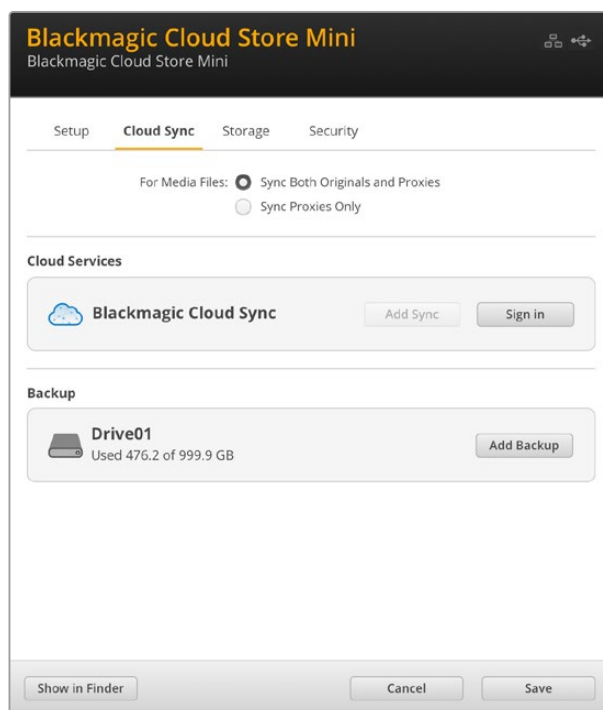 Blackmagic Cloud Store Mini
Blackmagic Cloud Store Mini
Setup Cloud Sync Storage Security
For Media Files: Sync Both Originals and Proxies
Sync Proxies Only
Cloud Services
Blackmagic Cloud Sync Add Sync Sign in
Backup
Drive01
Used 476.2 of 999.9 GB
Add Backup
Show in Finder Cancel Save